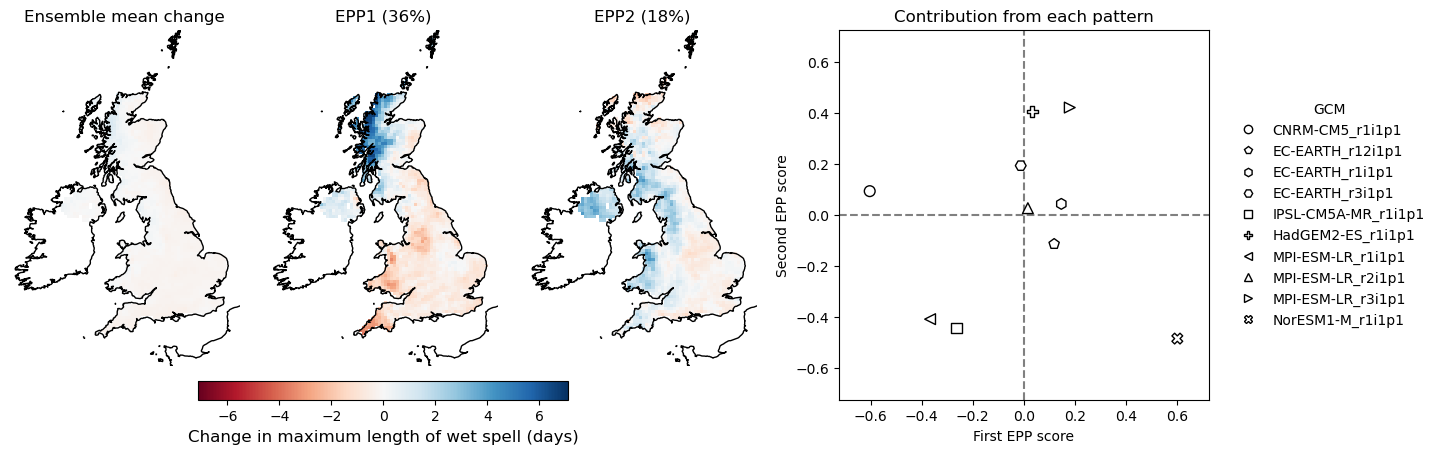 Ensemble mean change
EPP1 (36%)
EPP2 (18%)
Contribution from each pattern
−6 −4 −2 0 2 4 6
Change in maximum length of wet spell (days)
Second EPP score
0.6
0.4
0.2
0.0
−0.2
−0.4
−0.6
−0.6 −0.4 −0.2 0.0 0.2 0.4 0.6
First EPP score
GCM
CNRM-CM5_r1i1p1
EC-EARTH_r12i1p1
EC-EARTH_r1i1p1
EC-EARTH_r3i1p1
IPSL-CM5A-MR_r1i1p1
HadGEM2-ES_r1i1p1
MPI-ESM-LR_r1i1p1
MPI-ESM-LR_r2i1p1
MPI-ESM-LR_r3i1p1
NorESM1-M_r1i1p1